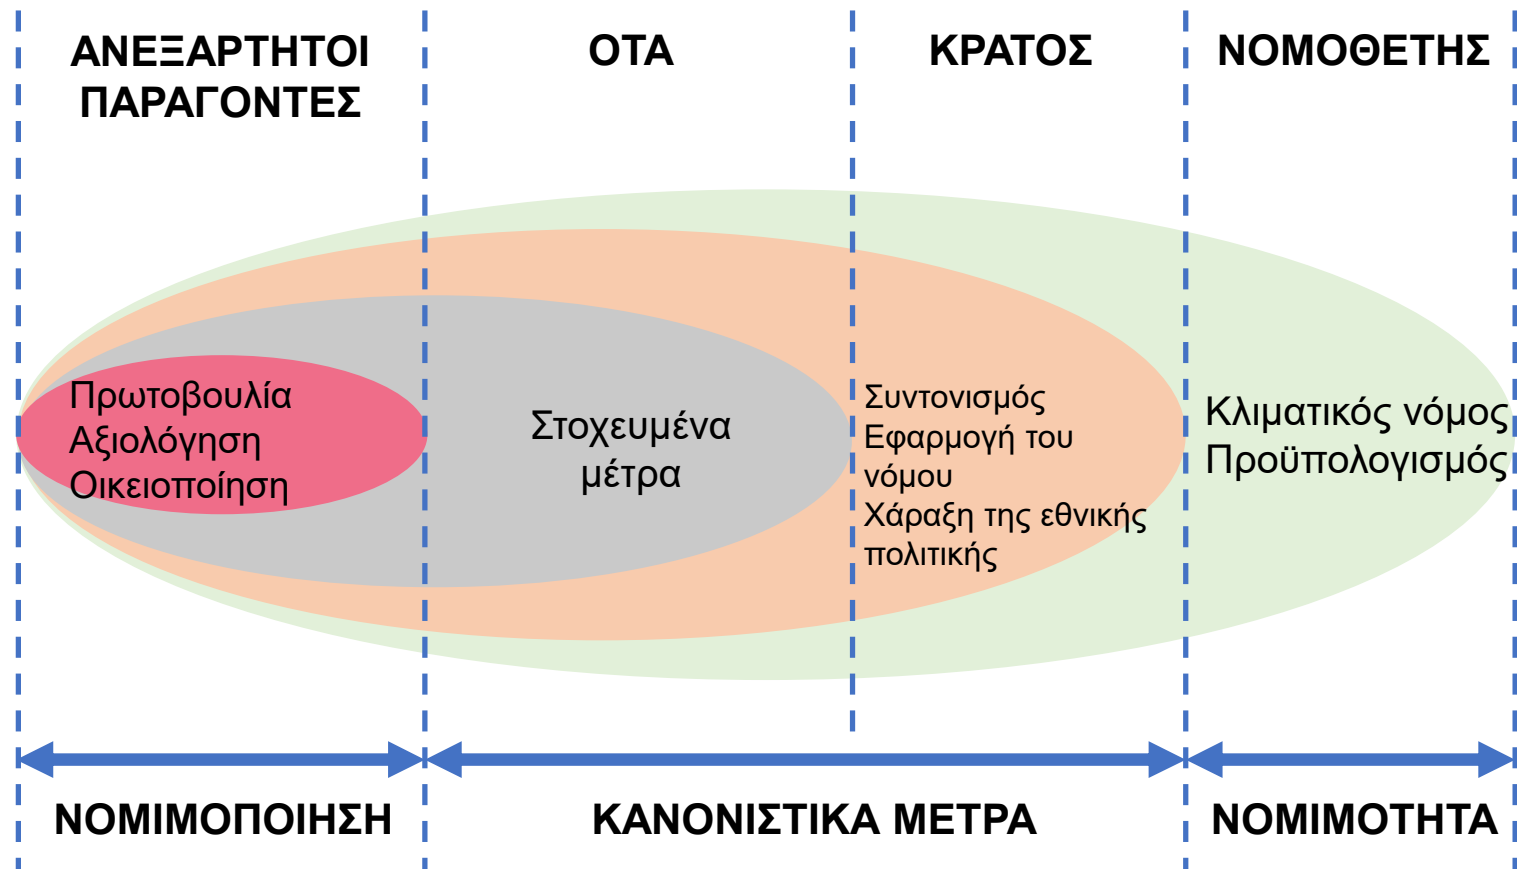 ΑΝΕΞΑΡΤΗΤΟΙ
ΠΑΡΑΓΟΝΤΕΣ
ΟΤΑ
ΚΡΑΤΟΣ
ΝΟΜΟΘΕΤΗΣ
Πρωτοβουλία
Αξιολόγηση
Οικειοποίηση
Στοχευμένα
μέτρα
Συντονισμός
Εφαρμογή του
νόμου
Χάραξη της εθνικής
πολιτικής
Κλιματικός νόμος
Προϋπολογισμός
ΝΟΜΙΜΟΠΟΙΗΣΗ
ΚΑΝΟΝΙΣΤΙΚΑ ΜΕΤΡΑ
ΝΟΜΙΜΟΤΗΤΑ